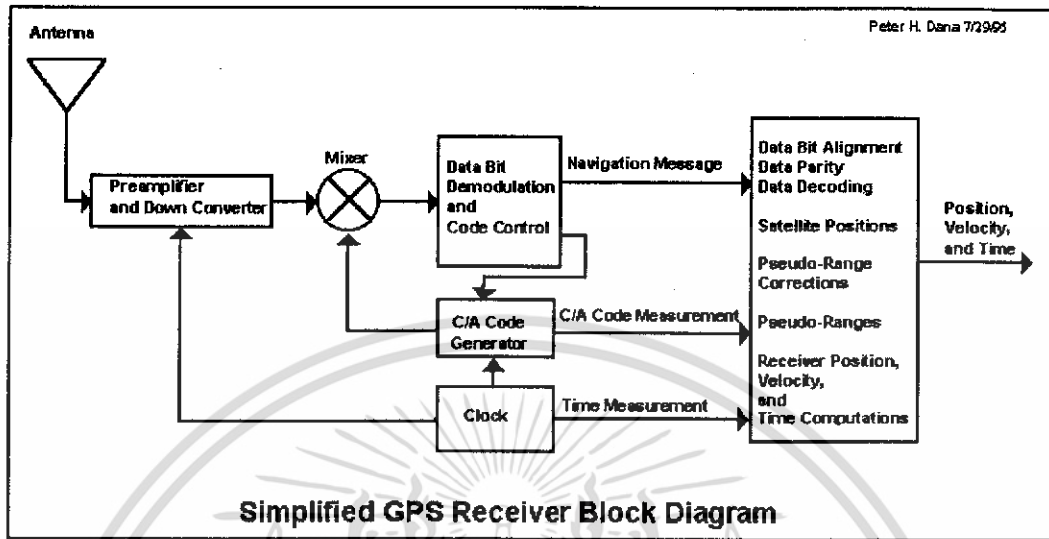 Antenna
Peter H. Dana 7/29/95
Preamplifier
and Down Converter
Mixer
Data Bit
Demodulation
and
Code Control
Navigation Message
C/A Code
Generator
C/A Code Measurement
Clock
Time Measurement
Data Bit Alignment
Data Parity
Data Decoding
Satellite Positions
Pseudo-Range
Corrections
Pseudo-Ranges
Receiver Position,
Velocity,
and
Time Computations
Position,
Velocity,
and Time
Simplified GPS Receiver Block Diagram